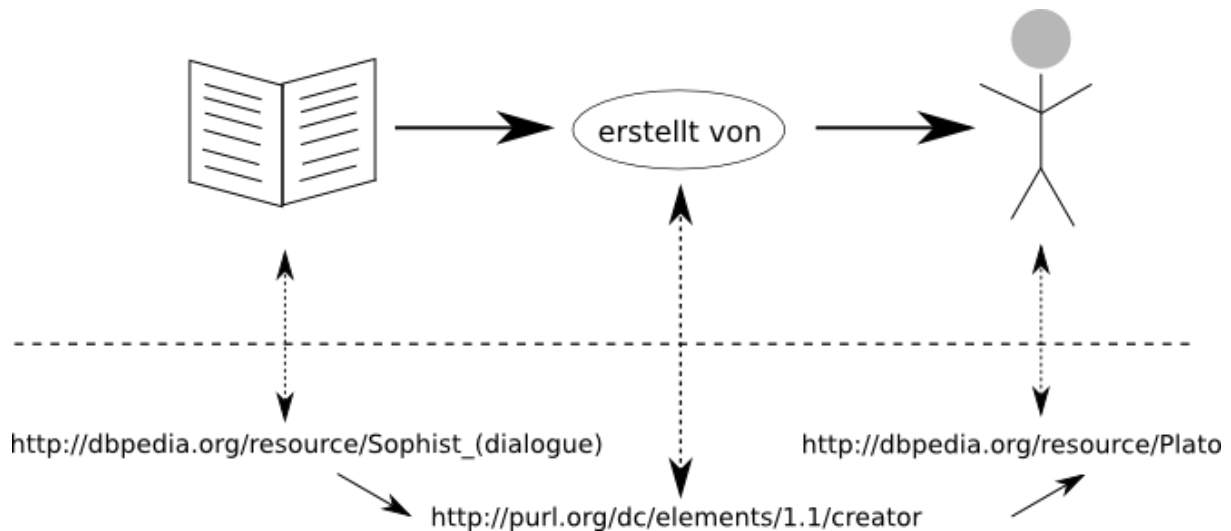 erstellt von
http://dbpedia.org/resource/Sophist_(dialogue)
http://dbpedia.org/resource/Plato
http://purl.org/dc/elements/1.1/creator